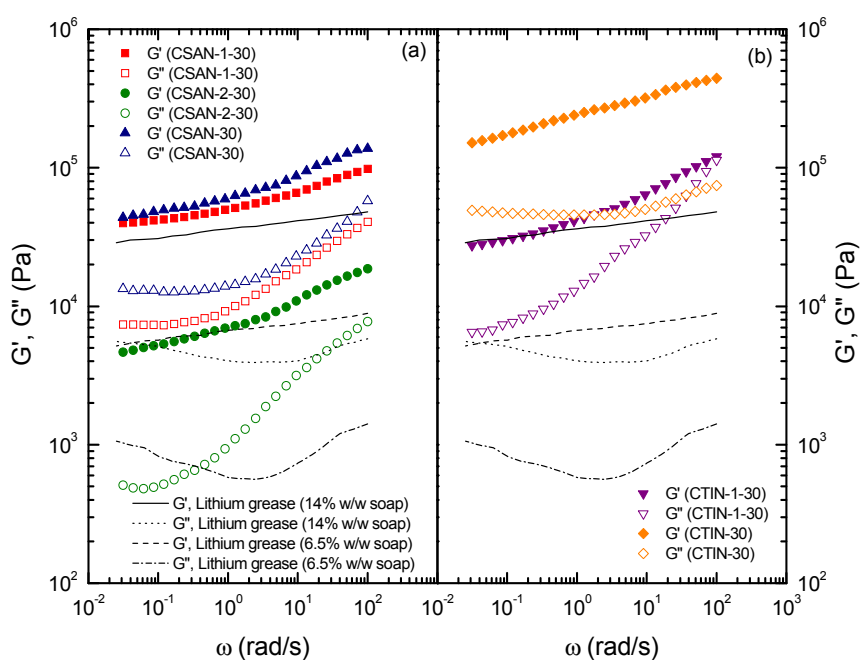 (a)
G' (CSAN-1-30)
G" (CSAN-1-30)
G' (CSAN-2-30)
G" (CSAN-2-30)
G' (CSAN-30)
G" (CSAN-30)
G', Lithium grease (14% w/w soap)
G", Lithium grease (14% w/w soap)
G', Lithium grease (6.5% w/w soap)
G", Lithium grease (6.5% w/w soap)
10^6
10^5
10^4
10^3
10^2
G', G" (Pa)
10^-2 10^-1 10^0 10^1 10^2
ω (rad/s)
(b)
G' (CTIN-1-30)
G" (CTIN-1-30)
G' (CTIN-30)
G" (CTIN-30)
10^-2 10^-1 10^0 10^1 10^2 10^3
ω (rad/s)
10^6
10^5
10^4
10^3
10^2
G', G" (Pa)